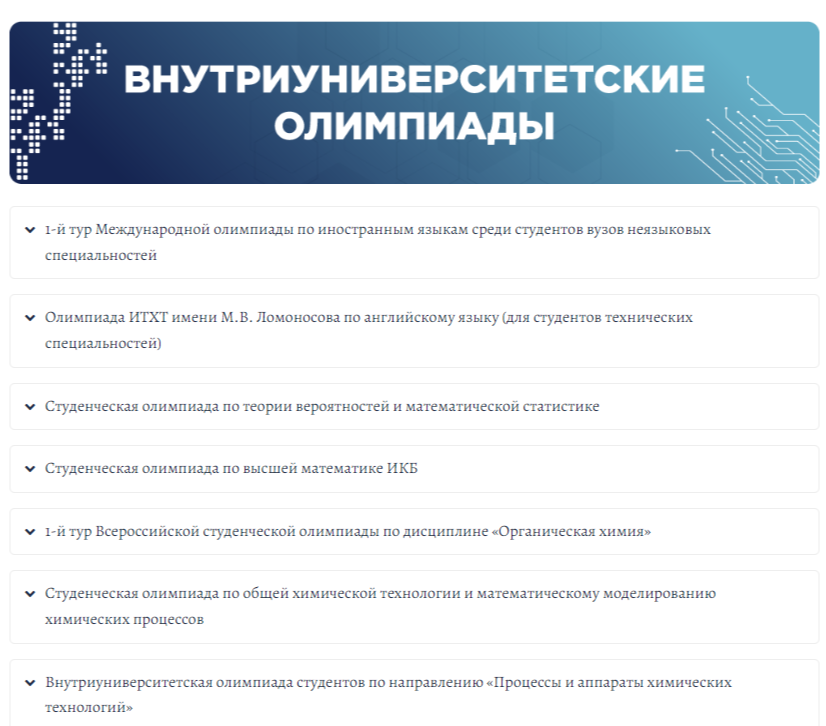 ВНУТРИУНИВЕРСИТЕТСКИЕ
ОЛИМПИАДЫ
1-й тур Международной олимпиады по иностранным языкам среди студентов вузов неязыковых
специальностей
Олимпиада ИТХТ имени М.В. Ломоносова по английскому языку (для студентов технических
специальностей)
Студенческая олимпиада по теории вероятностей и математической статистике
Студенческая олимпиада по высшей математике ИКБ
1-й тур Всероссийской студенческой олимпиады по дисциплине «Органическая химия»
Студенческая олимпиада по общей химической технологии и математическому моделированию
химических процессов
Внутриуниверситетская олимпиада студентов по направлению «Процессы и аппараты химических
технологий»